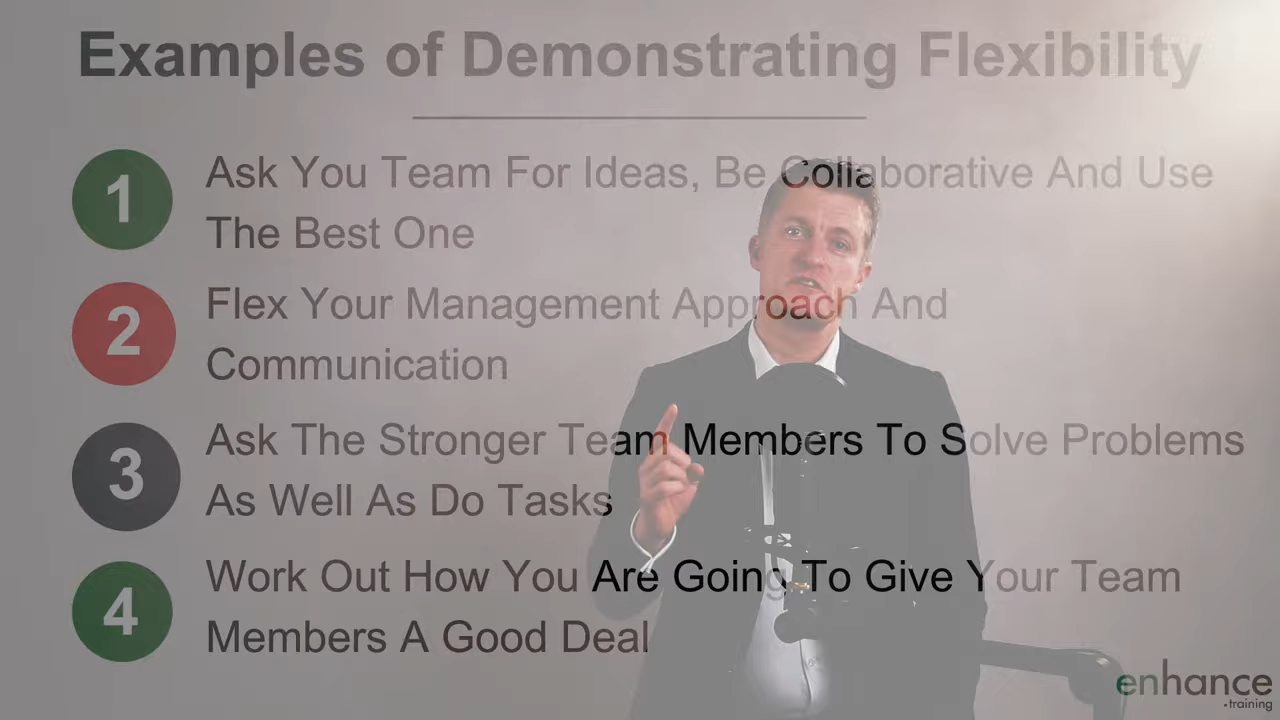 Examples of Demonstrating Flexibility
1
Ask You Team For Ideas, Be Collaborative And Use
The Best One
2
Flex Your Management Approach And
Communication
3
Ask The Stronger Team Members To Solve Problems
As Well As Do Tasks
4
Work Out How You Are Going To Give Your Team
Members A Good Deal
enhance
training